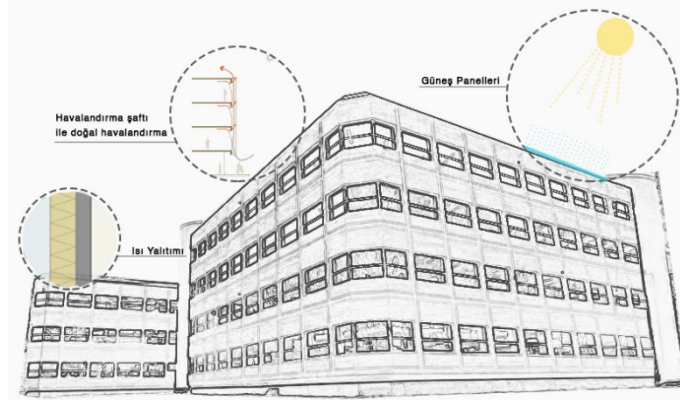 Güneş Panelleri
Havalandırma şaftı
ile doğal havalandırma
Isı Yalıtımı